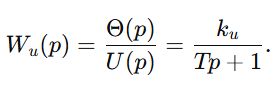 W_u(p) = Θ(p)/U(p) = k_u/(Tp + 1).